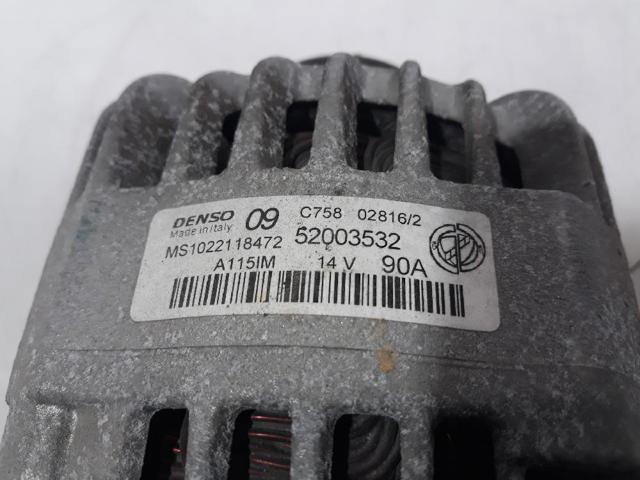 DENSO 09 C758 02816/2
Made in Italy
MS1022118472 52003532
A115IM 14 V 90A